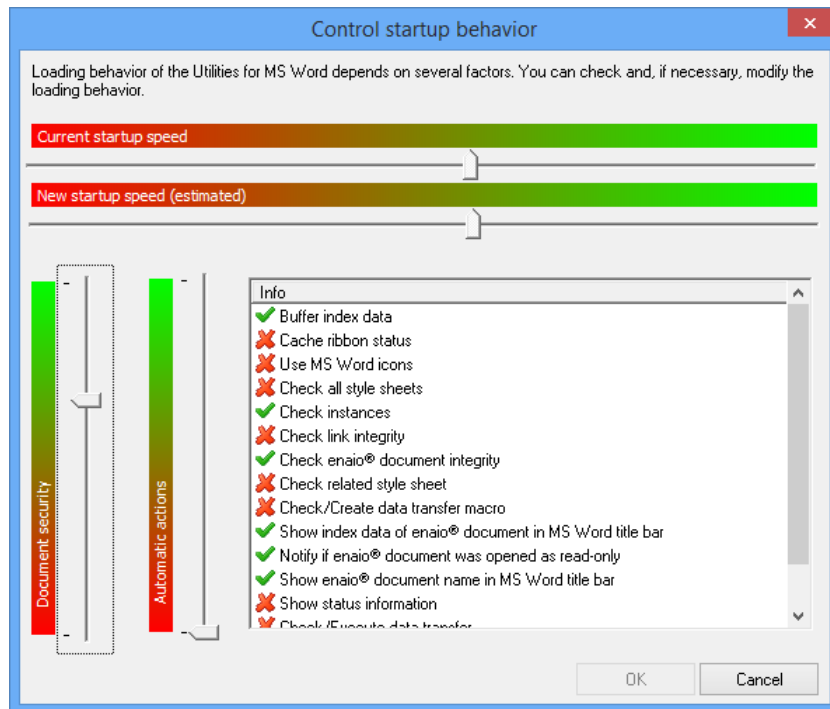 Control startup behavior
Loading behavior of the Utilities for MS Word depends on several factors. You can check and, if necessary, modify the
loading behavior.
Current startup speed
New startup speed (estimated)
Document security
Automatic actions
Info
Buffer index data
Cache ribbon status
Use MS Word icons
Check all style sheets
Check instances
Check link integrity
Check enaio® document integrity
Check related style sheet
Check/Create data transfer macro
Show index data of enaio® document in MS Word title bar
Notify if enaio® document was opened as read-only
Show enaio® document name in MS Word title bar
Show status information
Check/Execute data transfer
OK
Cancel